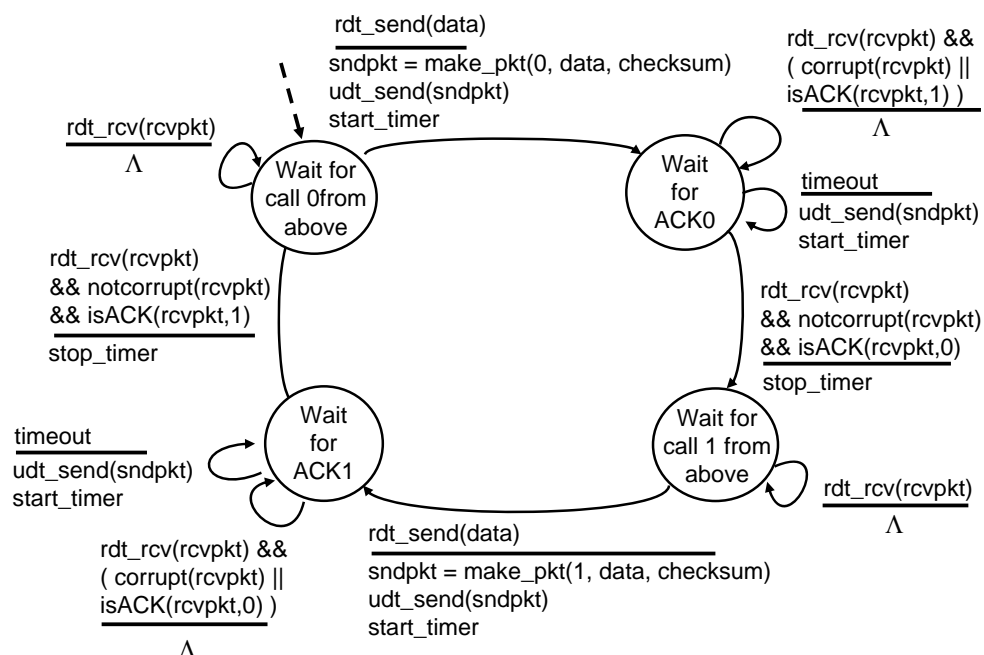 rdt_send(data)
sndpkt = make_pkt(0, data, checksum)
udt_send(sndpkt)
start_timer
rdt_rcv(rcvpkt) &&
( corrupt(rcvpkt) ||
isACK(rcvpkt,1) )
Λ
rdt_rcv(rcvpkt)
Λ
Wait for
call 0from
above
Wait
for
ACK0
timeout
udt_send(sndpkt)
start_timer
rdt_rcv(rcvpkt)
&& notcorrupt(rcvpkt)
&& isACK(rcvpkt,1)
stop_timer
rdt_rcv(rcvpkt)
&& notcorrupt(rcvpkt)
&& isACK(rcvpkt,0)
stop_timer
Wait
for
ACK1
Wait for
call 1 from
above
timeout
udt_send(sndpkt)
start_timer
rdt_rcv(rcvpkt)
Λ
rdt_rcv(rcvpkt) &&
( corrupt(rcvpkt) ||
isACK(rcvpkt,0) )
Λ
rdt_send(data)
sndpkt = make_pkt(1, data, checksum)
udt_send(sndpkt)
start_timer